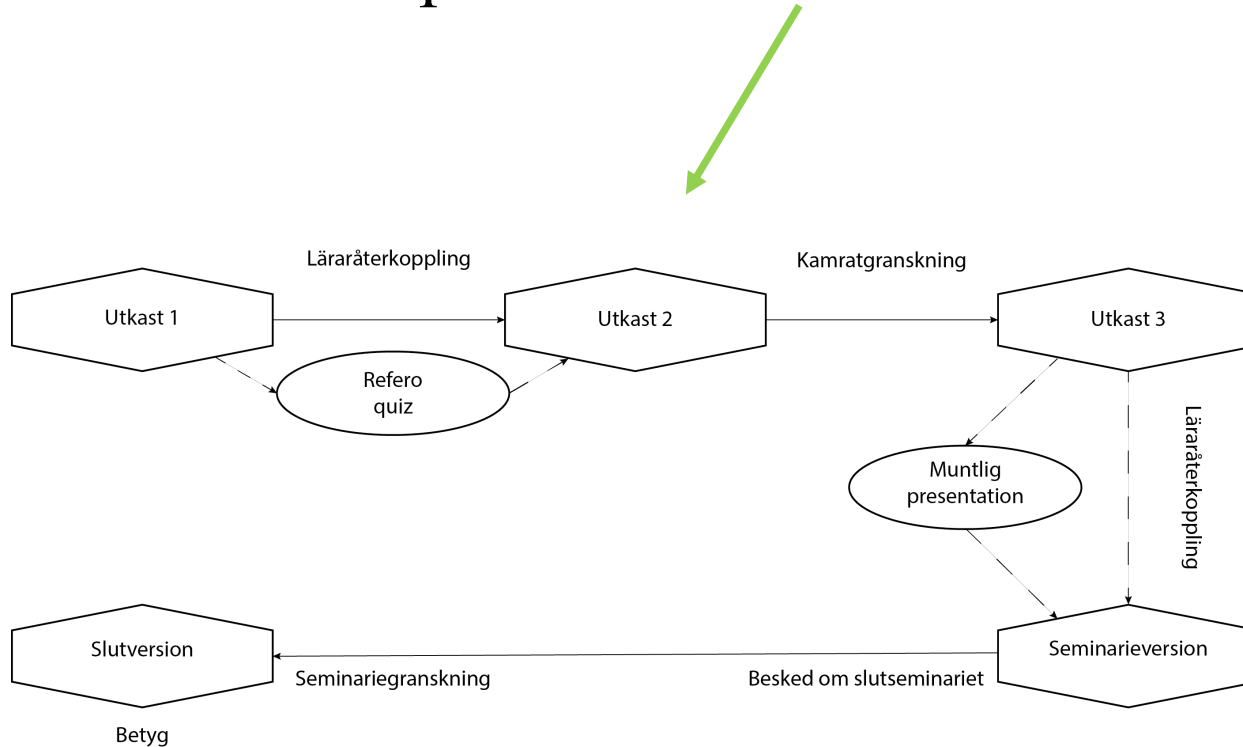 Läraråterkoppling
Kamratgranskning
Utkast 1
Utkast 2
Utkast 3
Refero
quiz
Läraråterkoppling
Muntlig
presentation
Slutversion
Seminarieversion
Seminariegranskning
Besked om slutseminariet
Betyg